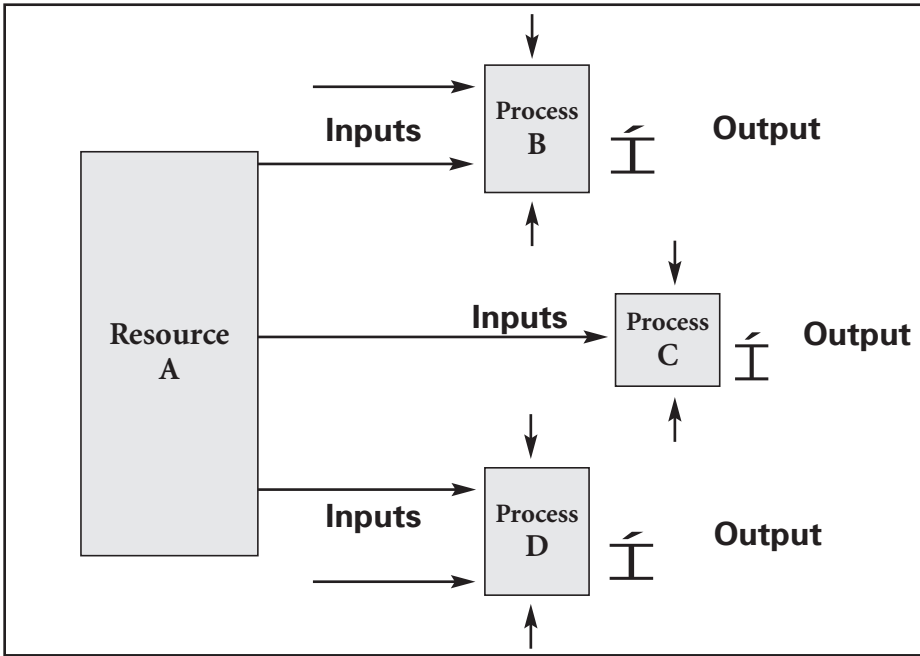 Process
B
Inputs
Output
Resource
A
Inputs
Process
C
Output
Inputs
Process
D
Output